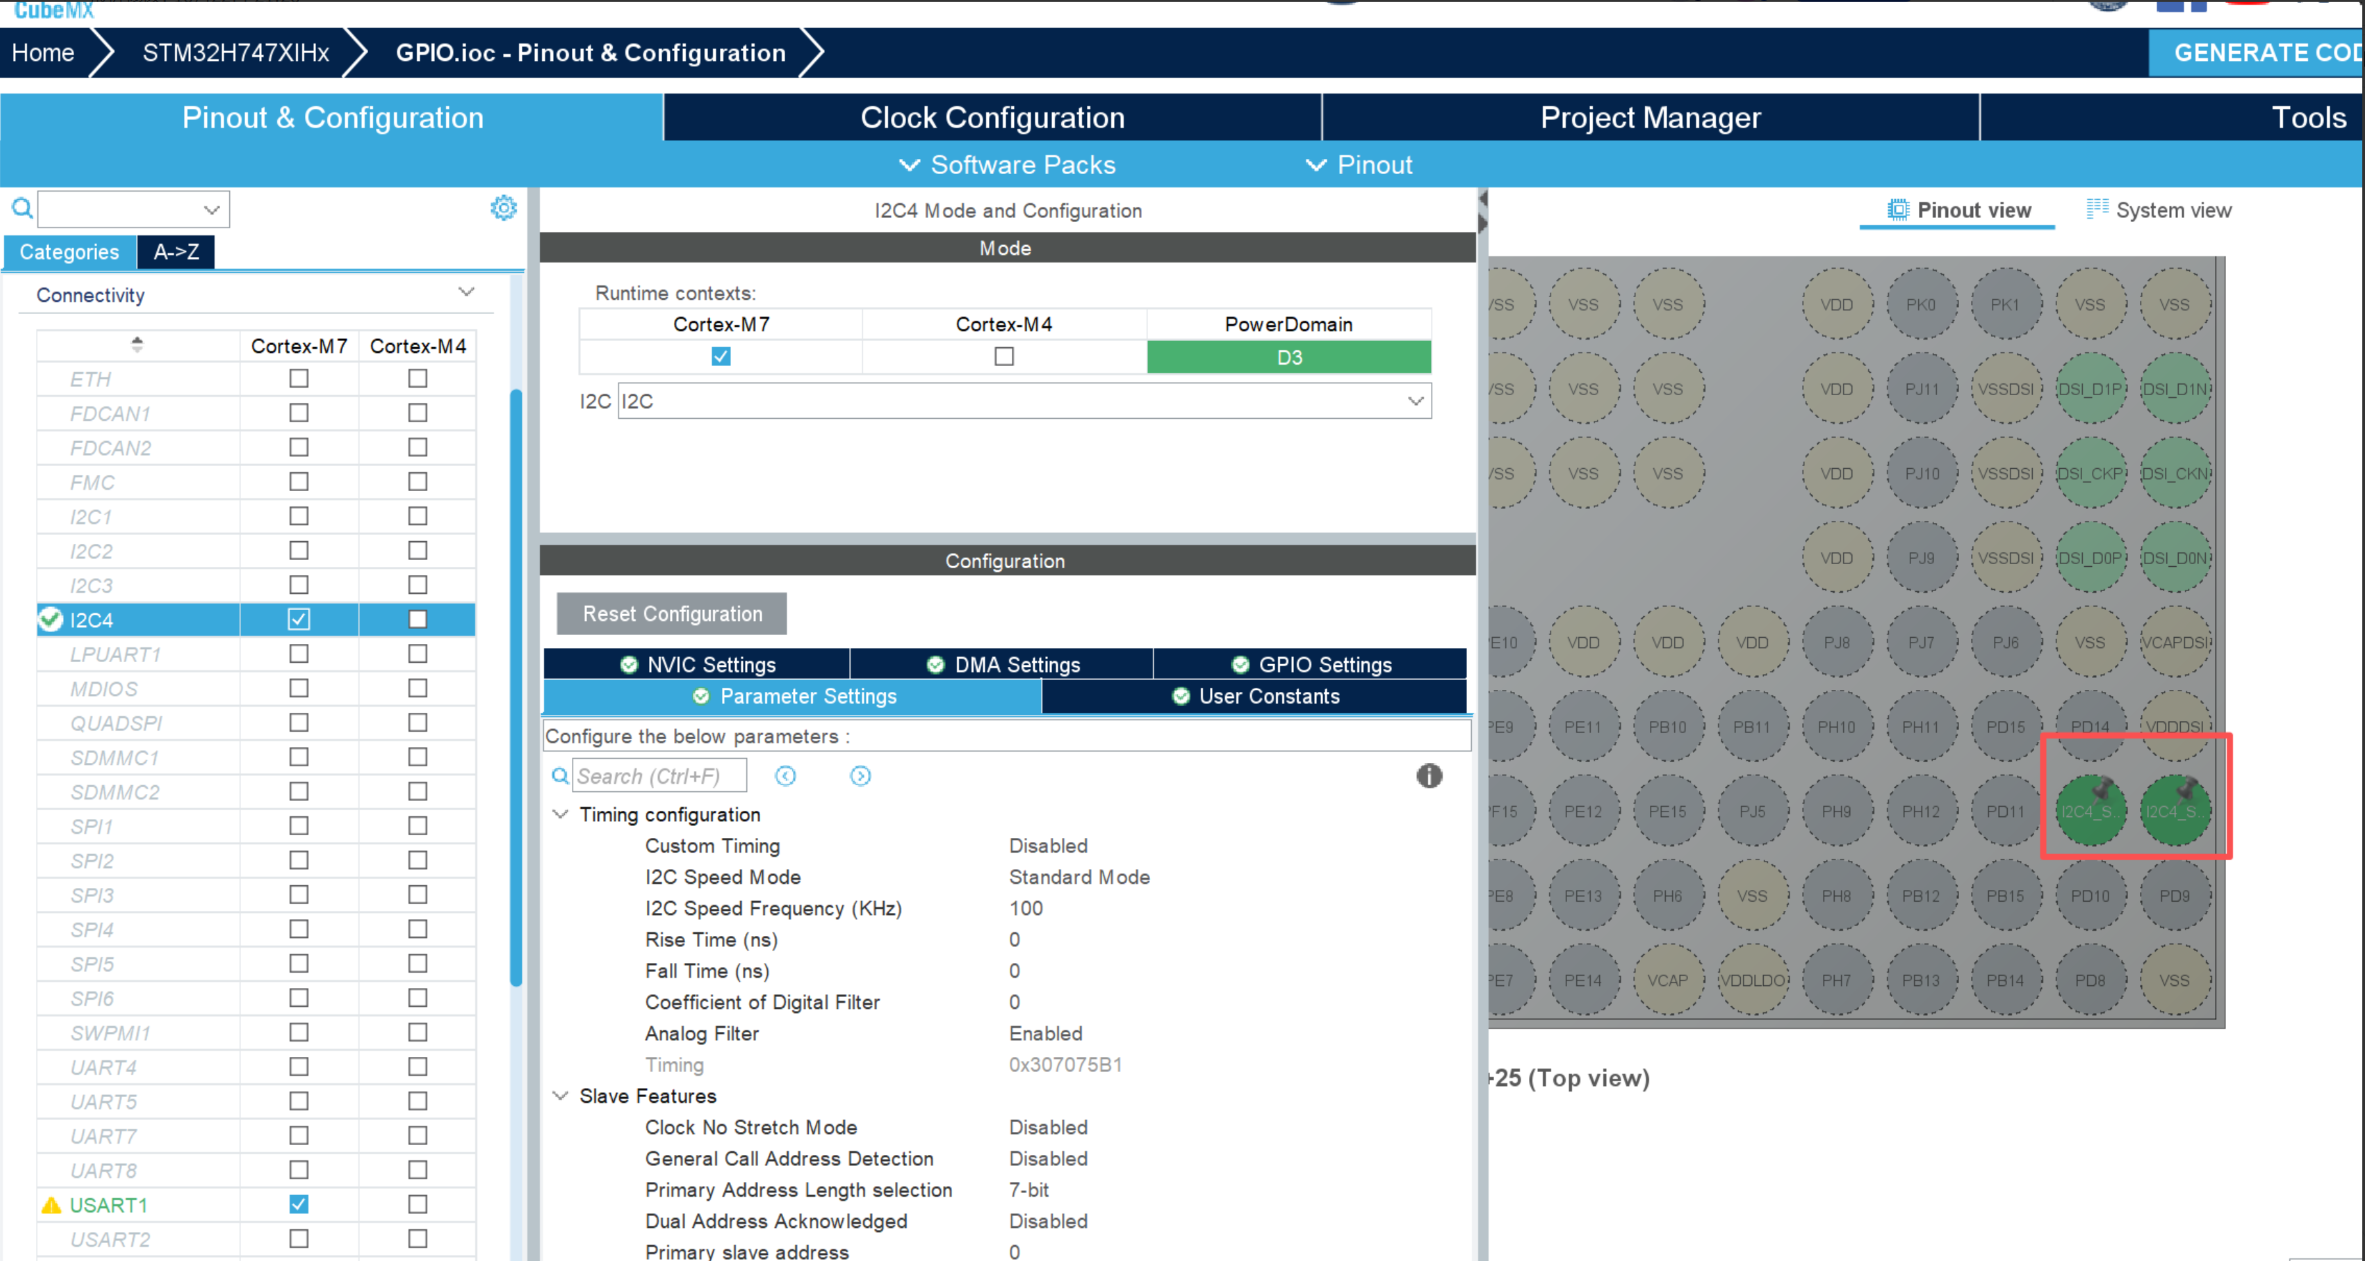 CubeMX
Home
STM32H747XIHx
GPIO.ioc - Pinout & Configuration
GENERATE COD
Pinout & Configuration
Clock Configuration
Project Manager
Tools
Software Packs
Pinout
Categories
A->Z
Connectivity
Cortex-M7 Cortex-M4
ETH
FDCAN1
FDCAN2
FMC
I2C1
I2C2
I2C3
I2C4
LPUART1
MDIOS
QUADSPI
SDMMC1
SDMMC2
SPI1
SPI2
SPI3
SPI4
SPI5
SPI6
SWPMI1
UART4
UART5
UART7
UART8
USART1
USART2
I2C4 Mode and Configuration
Mode
Runtime contexts:
Cortex-M7 Cortex-M4 PowerDomain
D3
I2C I2C
Configuration
Reset Configuration
NVIC Settings
DMA Settings
GPIO Settings
Parameter Settings
User Constants
Configure the below parameters :
Search (Ctrl+F)
Timing configuration
Custom Timing Disabled
I2C Speed Mode Standard Mode
I2C Speed Frequency (KHz) 100
Rise Time (ns) 0
Fall Time (ns) 0
Coefficient of Digital Filter 0
Analog Filter Enabled
Timing 0x307075B1
Slave Features
Clock No Stretch Mode Disabled
General Call Address Detection Disabled
Primary Address Length selection 7-bit
Dual Address Acknowledged Disabled
Primary slave address 0
Pinout view
System view
VSS VSS VSS VDD PK0 PK1 VSS VSS
VSS VSS VSS VDD PJ11 VSSDSI DSI_D1P DSI_D1N
VSS VSS VSS VDD PJ10 VSSDSI DSI_CKP DSI_CKN
VDD PJ9 VSSDSI DSI_D0P DSI_D0N
PE10 VDD VDD VDD PJ8 PJ7 PJ6 VSS VCAPDSI
PE9 PE11 PB10 PB11 PH10 PH11 PD15 PD14 VDDDSI
PF15 PE12 PE15 PJ5 PH9 PH12 PD11 I2C4_S... I2C4_S...
PE8 PE13 PH6 VSS PH8 PB12 PB15 PD10 PD9
PE7 PE14 VCAP VDDLDO PH7 PB13 PB14 PD8 VSS
+25 (Top view)